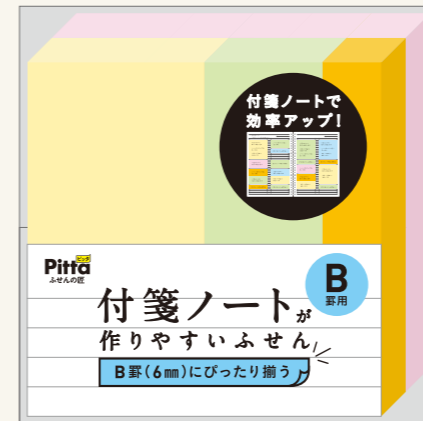 付箋ノートで
効率アップ!
ピッタ
Pitta
ふせんの匠
B
罫用
付箋ノートが
作りやすいふせん
B罫(6㎜)にぴったり揃う